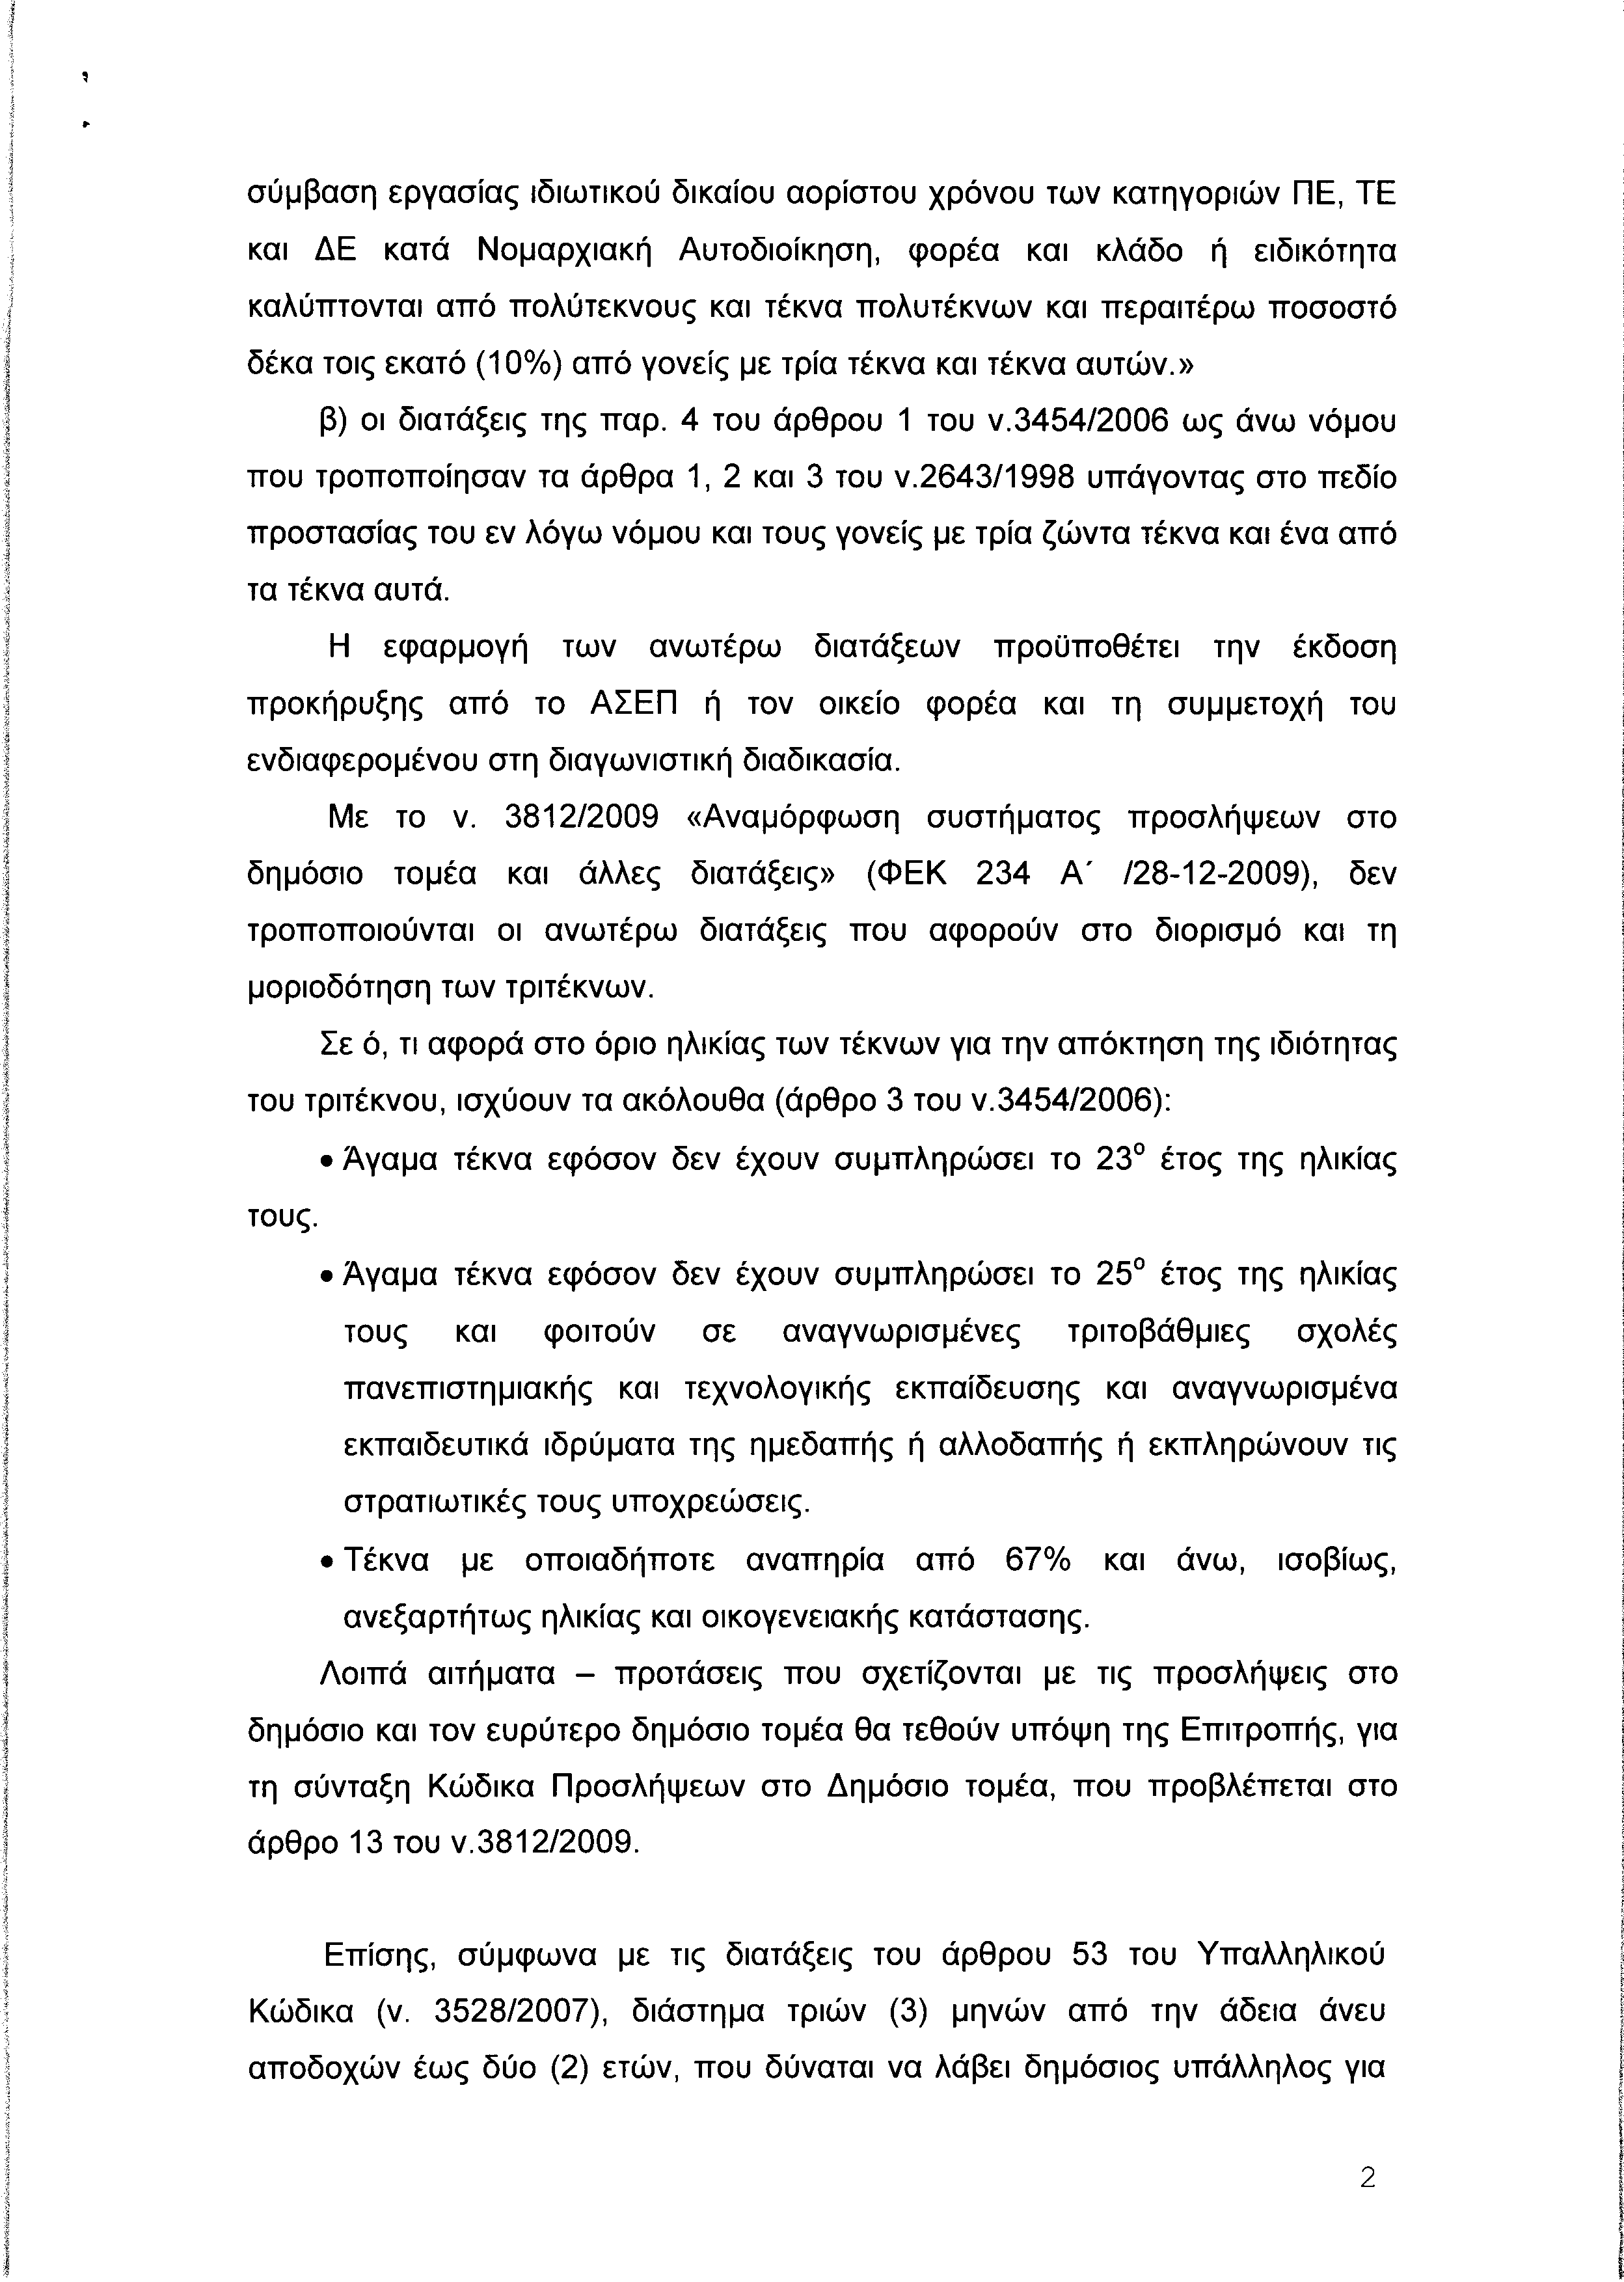 σύμβαση εργασίας ιδιωτικού δικαίου αορίστου χρόνου των κατηγοριών ΠΕ, ΤΕ
και ΔΕ κατά Νομαρχιακή Αυτοδιοίκηση, φορέα και κλάδο ή ειδικότητα
καλύπτονται από πολύτεκνους και τέκνα πολυτέκνων και περαιτέρω ποσοστό
δέκα τοις εκατό (10%) από γονείς με τρία τέκνα και τέκνα αυτών.»
β) οι διατάξεις της παρ. 4 του άρθρου 1 του ν.3454/2006 ως άνω νόμου
που τροποποίησαν τα άρθρα 1, 2 και 3 του ν.2643/1998 υπάγοντας στο πεδίο
προστασίας του εν λόγω νόμου και τους γονείς με τρία ζώντα τέκνα και ένα από
τα τέκνα αυτά.
Η εφαρμογή των ανωτέρω διατάξεων προϋποθέτει την έκδοση
προκήρυξης από το ΑΣΕΠ ή τον οικείο φορέα και τη συμμετοχή του
ενδιαφερομένου στη διαγωνιστική διαδικασία.
Με το ν. 3812/2009 «Αναμόρφωση συστήματος προσλήψεων στο
δημόσιο τομέα και άλλες διατάξεις» (ΦΕΚ 234 Α΄ /28-12-2009), δεν
τροποποιούνται οι ανωτέρω διατάξεις που αφορούν στο διορισμό και τη
μοριοδότηση των τριτέκνων.
Σε ό, τι αφορά στο όριο ηλικίας των τέκνων για την απόκτηση της ιδιότητας
του τριτέκνου, ισχύουν τα ακόλουθα (άρθρο 3 του ν.3454/2006):
• Άγαμα τέκνα εφόσον δεν έχουν συμπληρώσει το 23ο έτος της ηλικίας
τους.
• Άγαμα τέκνα εφόσον δεν έχουν συμπληρώσει το 25ο έτος της ηλικίας
τους και φοιτούν σε αναγνωρισμένες τριτοβάθμιες σχολές
πανεπιστημιακής και τεχνολογικής εκπαίδευσης και αναγνωρισμένα
εκπαιδευτικά ιδρύματα της ημεδαπής ή αλλοδαπής ή εκπληρώνουν τις
στρατιωτικές τους υποχρεώσεις.
• Τέκνα με οποιαδήποτε αναπηρία από 67% και άνω, ισοβίως,
ανεξαρτήτως ηλικίας και οικογενειακής κατάστασης.
Λοιπά αιτήματα – προτάσεις που σχετίζονται με τις προσλήψεις στο
δημόσιο και τον ευρύτερο δημόσιο τομέα θα τεθούν υπόψη της Επιτροπής, για
τη σύνταξη Κώδικα Προσλήψεων στο Δημόσιο τομέα, που προβλέπεται στο
άρθρο 13 του ν.3812/2009.
Επίσης, σύμφωνα με τις διατάξεις του άρθρου 53 του Υπαλληλικού
Κώδικα (ν. 3528/2007), διάστημα τριών (3) μηνών από την άδεια άνευ
αποδοχών έως δύο (2) ετών, που δύναται να λάβει δημόσιος υπάλληλος για
2